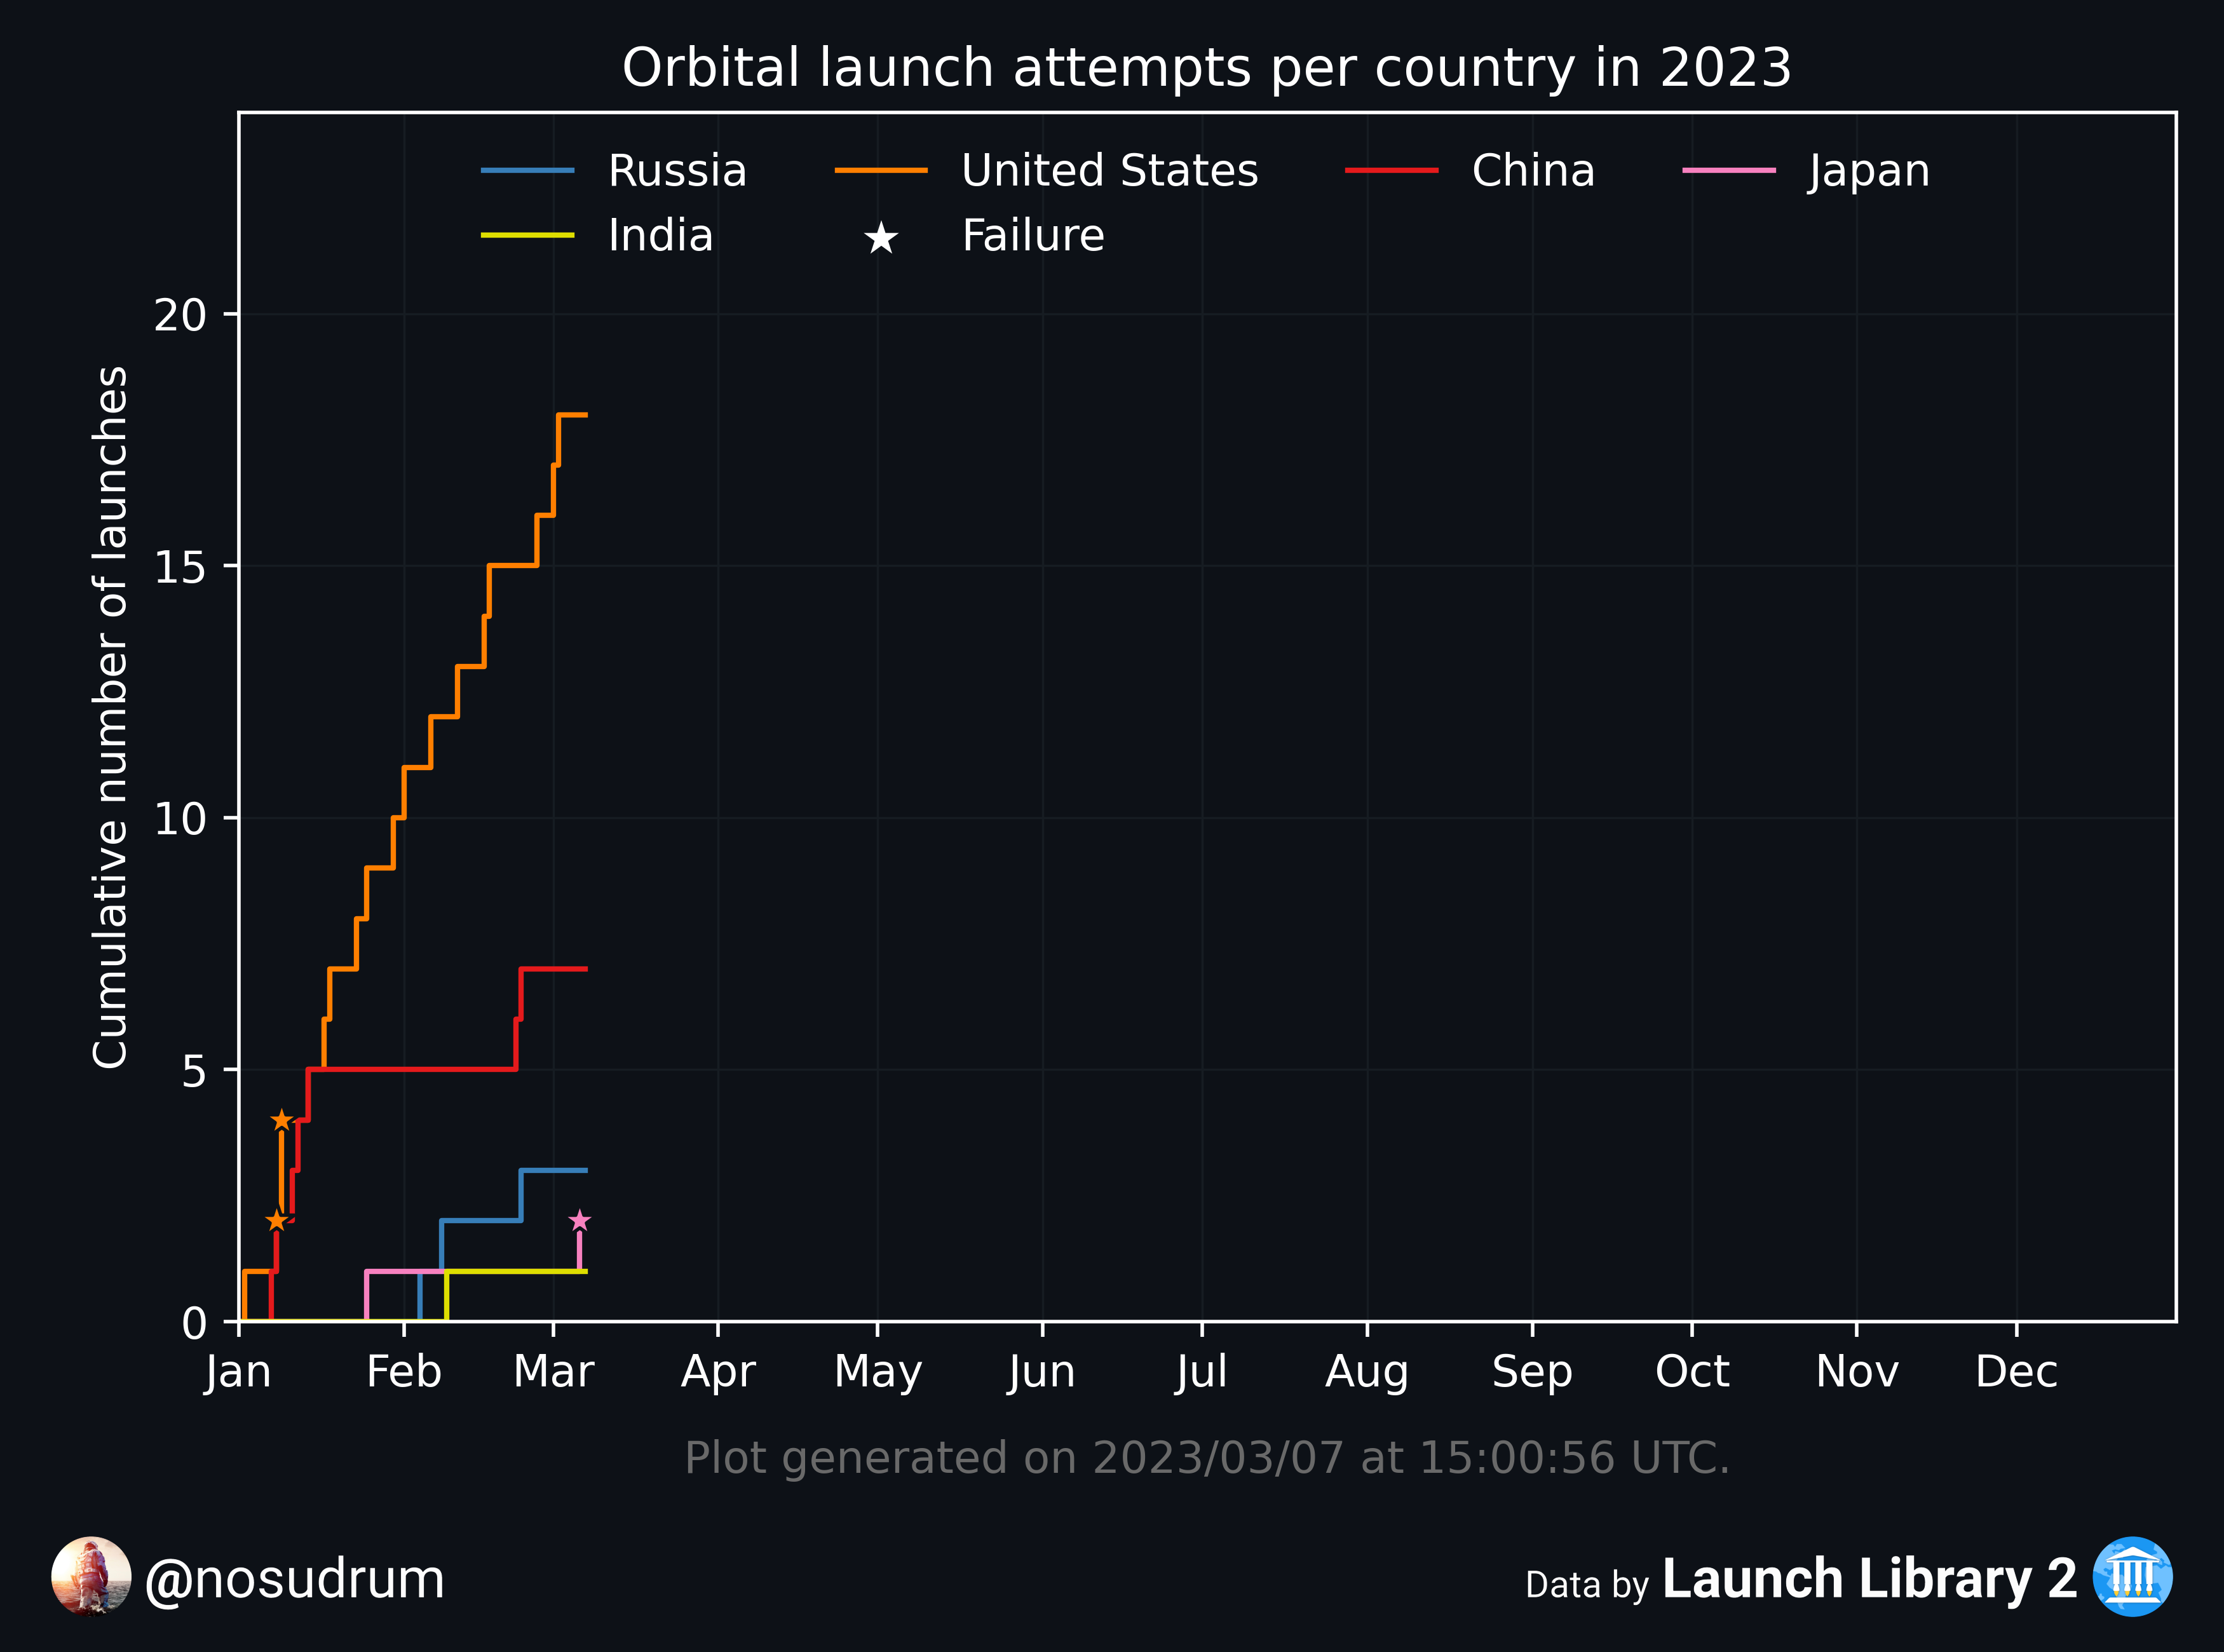 Orbital launch attempts per country in 2023
Russia United States China Japan
India Failure
Cumulative number of launches
20
15
10
5
0
Jan Feb Mar Apr May Jun Jul Aug Sep Oct Nov Dec
Plot generated on 2023/03/07 at 15:00:56 UTC.
@nosudrum
Data by Launch Library 2